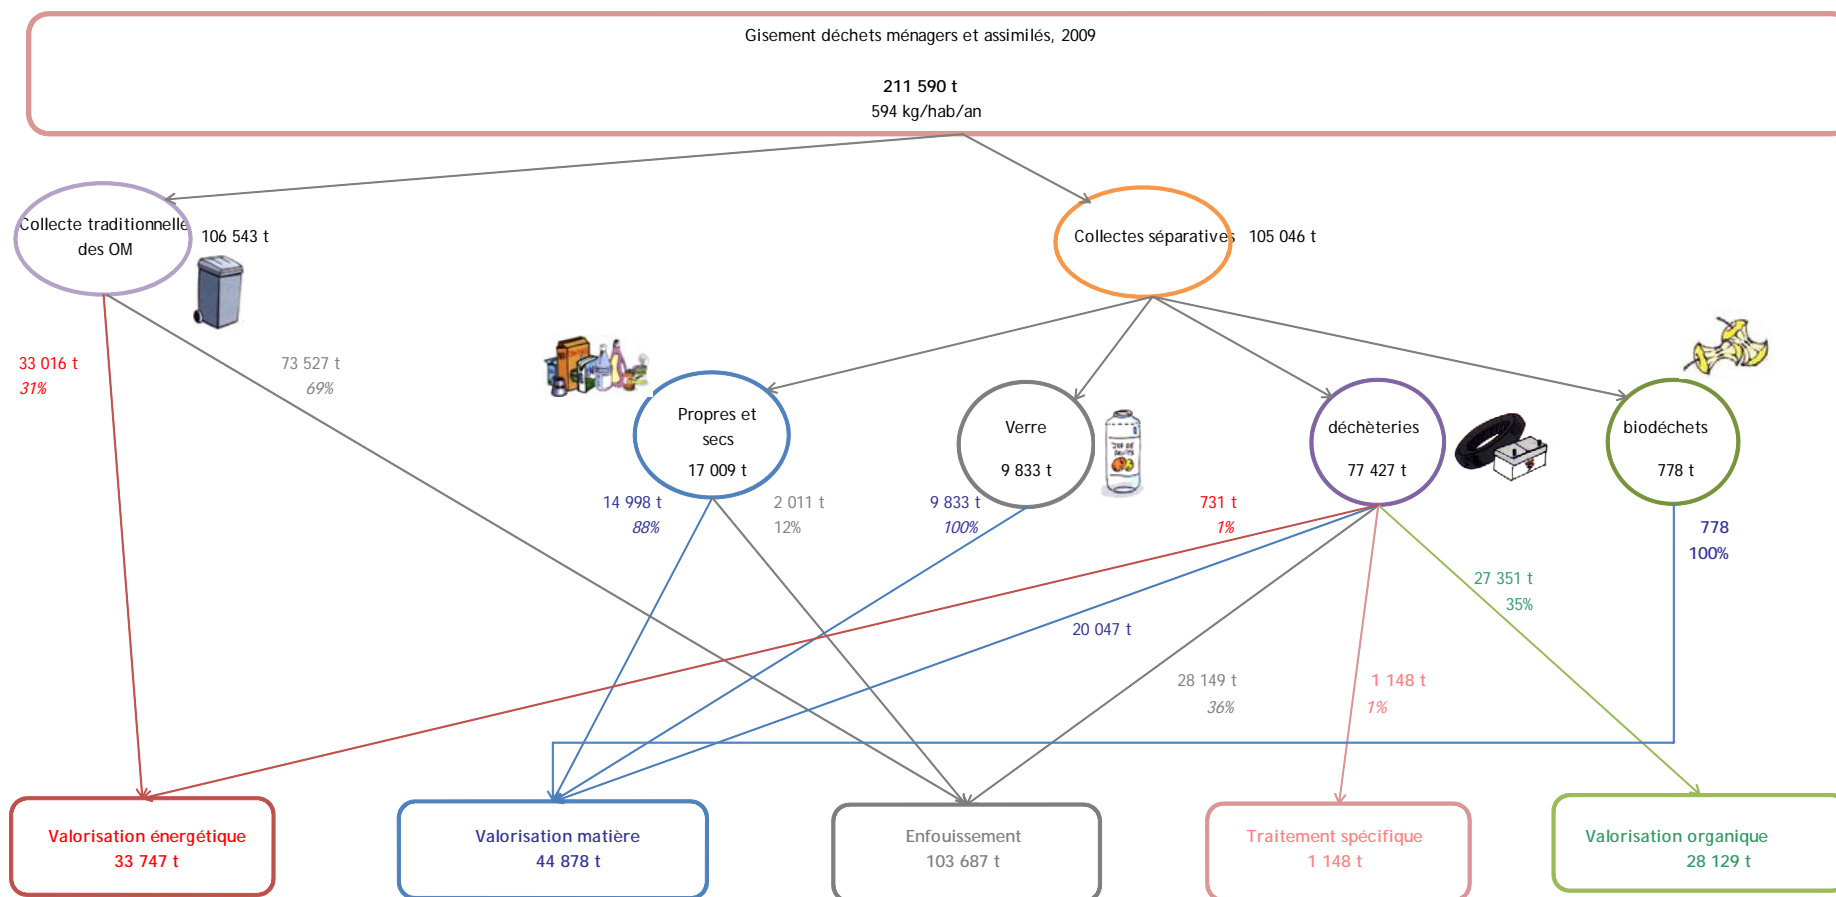 Gisement déchets ménagers et assimilés, 2009
211 590 t
594 kg/hab/an
Collecte traditionnelle
des OM
106 543 t
Collectes séparatives
105 046 t
33 016 t
31%
73 527 t
69%
Propres et
secs
17 009 t
Verre
9 833 t
déchèteries
77 427 t
biodéchets
778 t
14 998 t
88%
2 011 t
12%
9 833 t
100%
731 t
1%
778
100%
27 351 t
35%
20 047 t
28 149 t
36%
1 148 t
1%
Valorisation énergétique
33 747 t
Valorisation matière
44 878 t
Enfouissement
103 687 t
Traitement spécifique
1 148 t
Valorisation organique
28 129 t